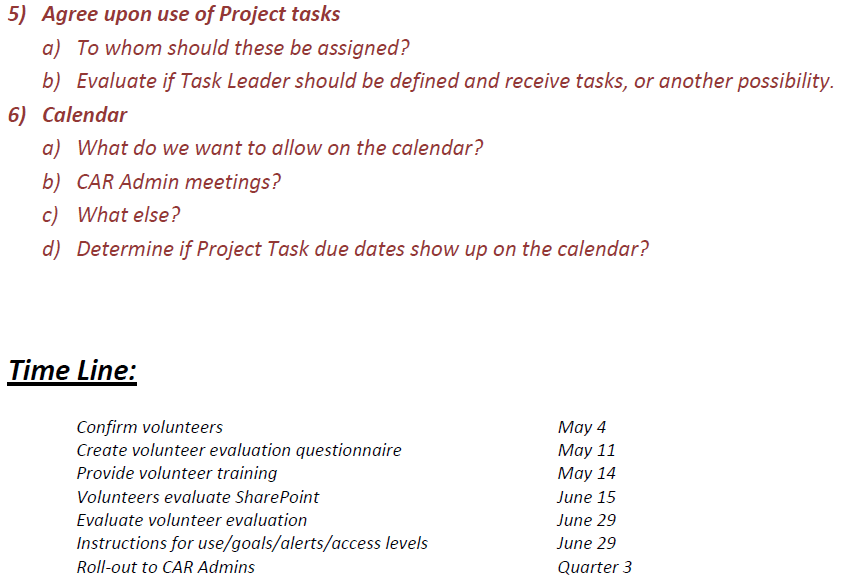 5) Agree upon use of Project tasks
a) To whom should these be assigned?
b) Evaluate if Task Leader should be defined and receive tasks, or another possibility.
6) Calendar
a) What do we want to allow on the calendar?
b) CAR Admin meetings?
c) What else?
d) Determine if Project Task due dates show up on the calendar?
Time Line:
Confirm volunteers May 4
Create volunteer evaluation questionnaire May 11
Provide volunteer training May 14
Volunteers evaluate SharePoint June 15
Evaluate volunteer evaluation June 29
Instructions for use/goals/alerts/access levels June 29
Roll-out to CAR Admins Quarter 3